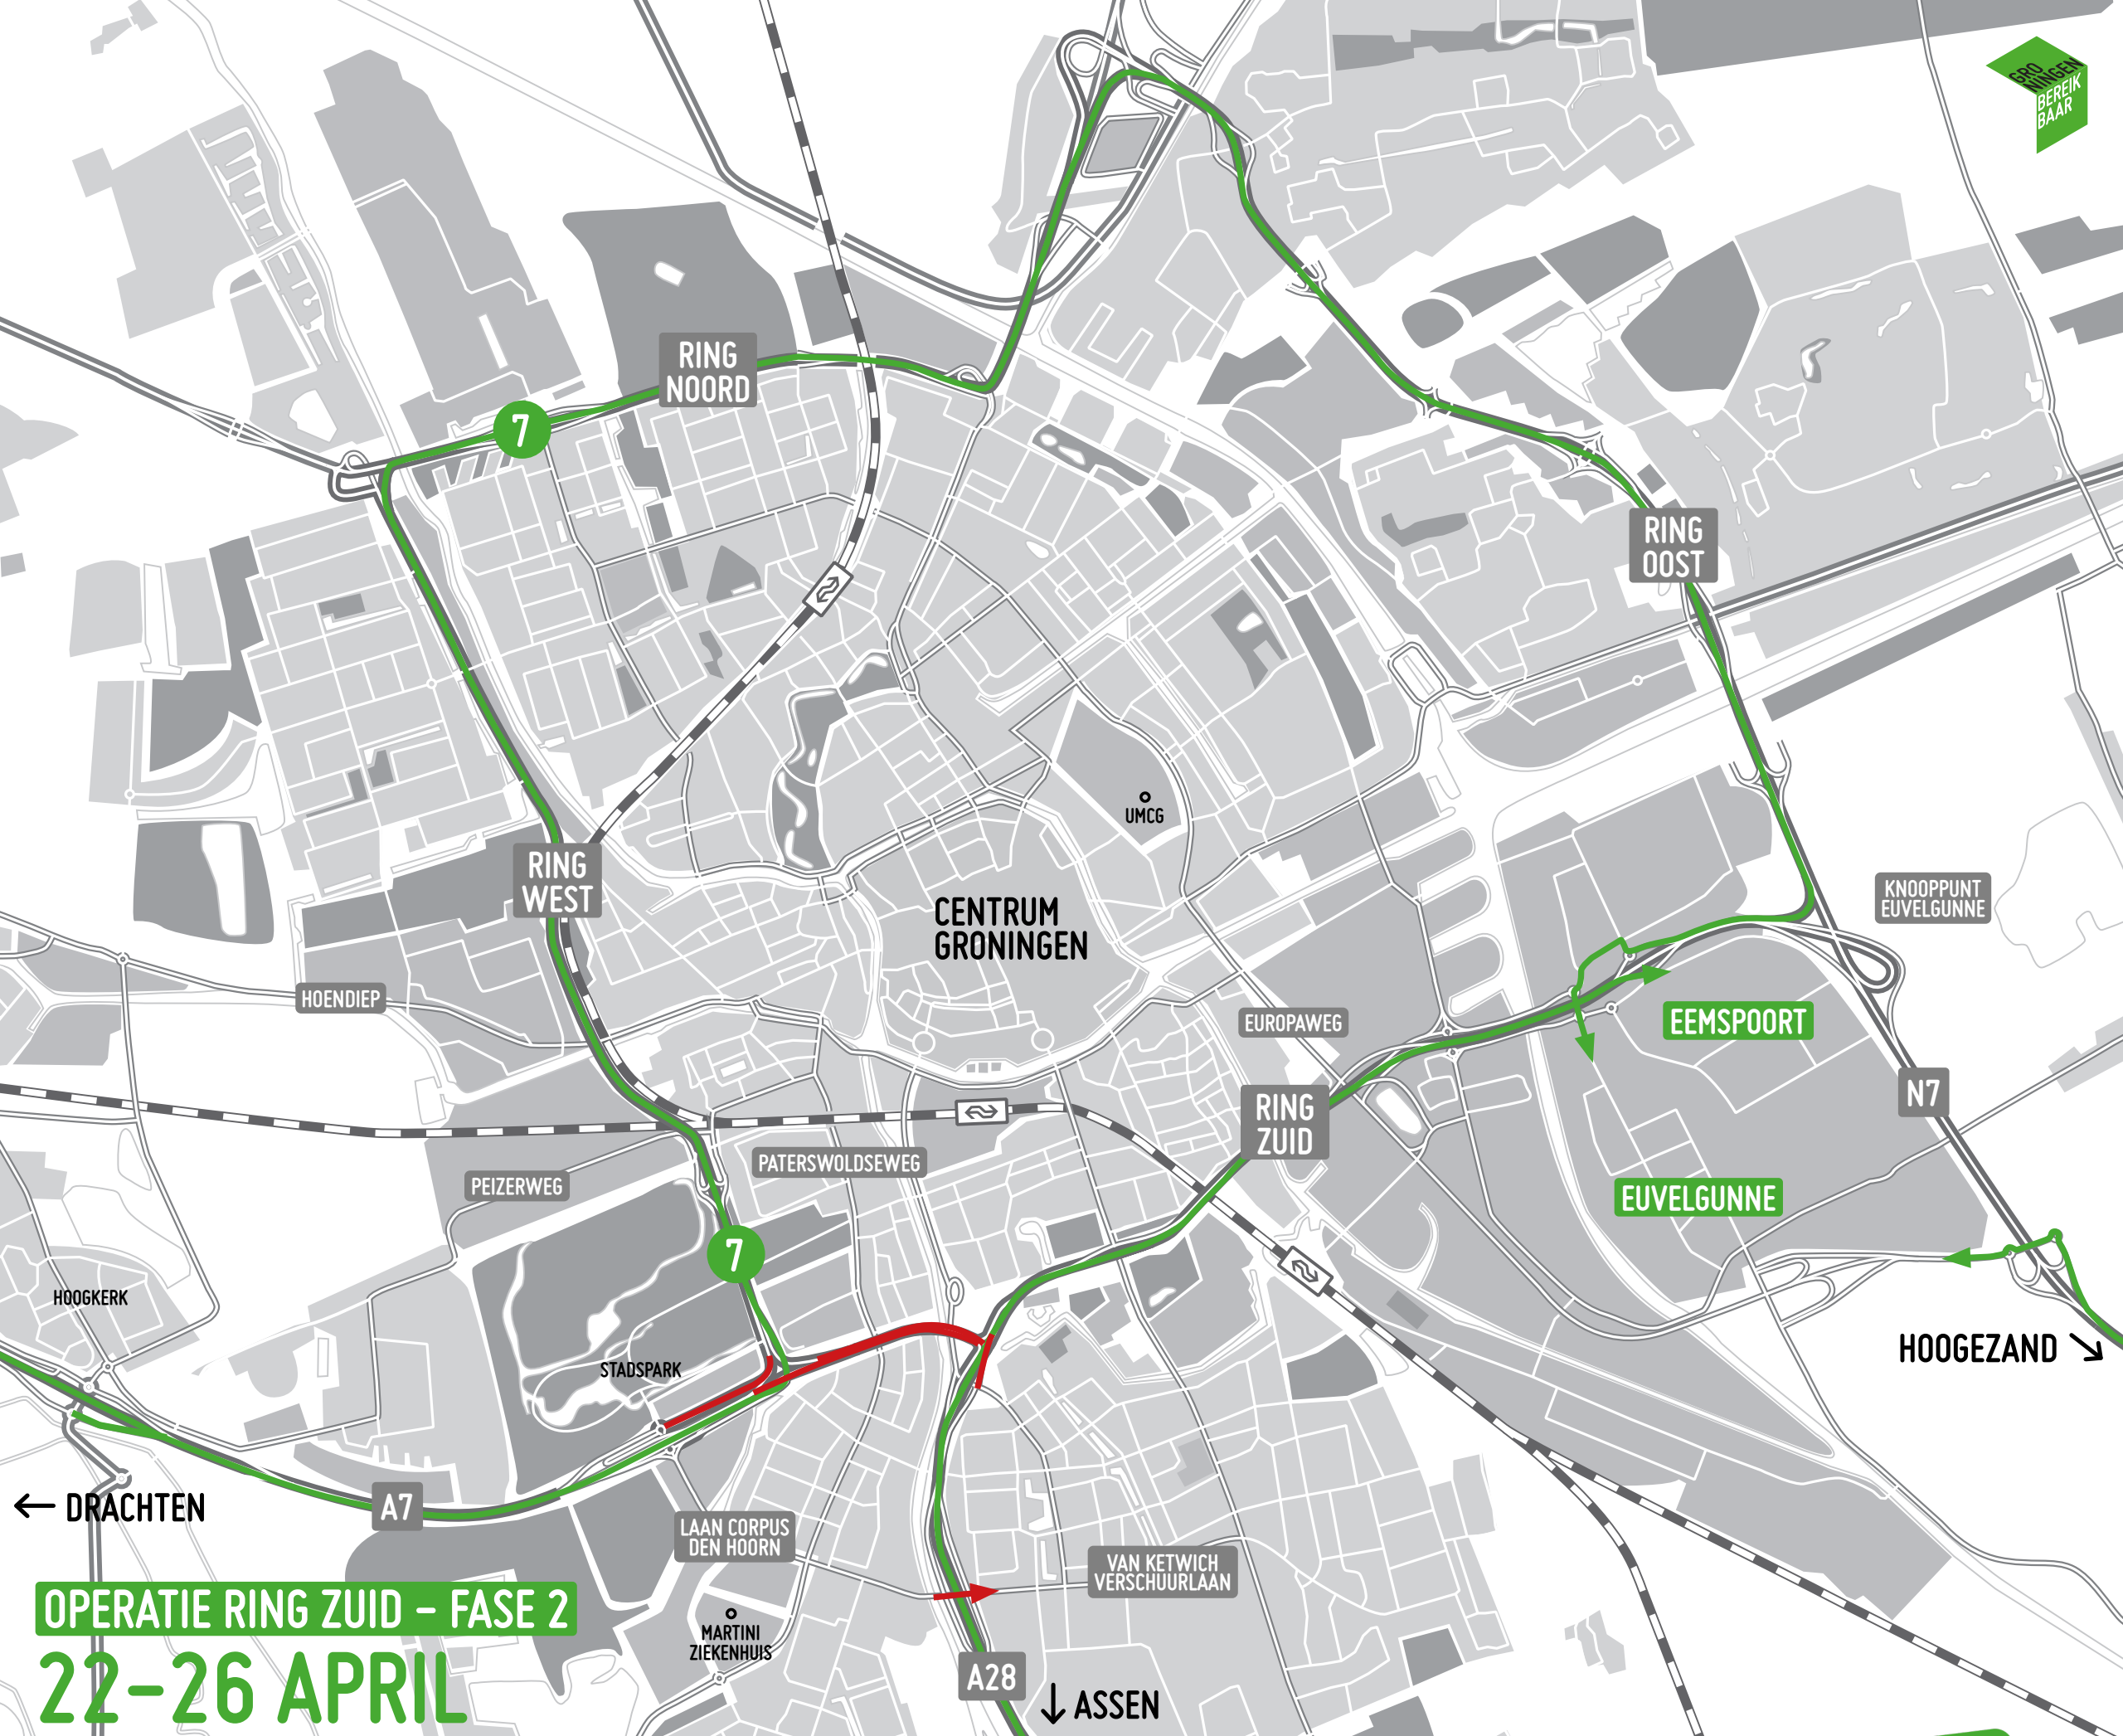 GRO
NINGEN
BEREIK
BAAR
RING
NOORD
7
RING
OOST
UMCG
RING
WEST
KNOOPPUNT
EUVELGUNNE
CENTRUM
GRONINGEN
HOENDIEP
EUROPAWEG
EEMSPOORT
N7
RING
ZUID
PATERSWOLDSEWEG
PEIZERWEG
EUVELGUNNE
7
HOOGKERK
HOOGEZAND
STADSPARK
DRACHTEN
A7
LAAN CORPUS
DEN HOORN
VAN KETWICH
VERSCHUURLAAN
OPERATIE RING ZUID – FASE 2
MARTINI
ZIEKENHUIS
22–26 APRIL
A28
ASSEN